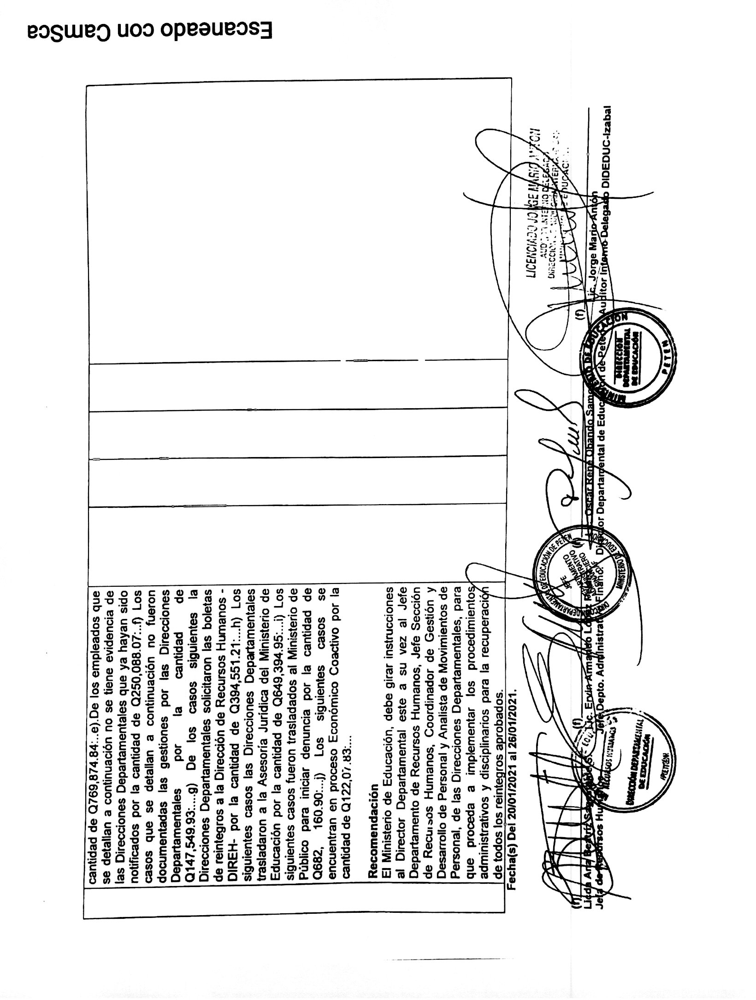 cantidad de Q769,874.84:..e).De los empleados que
se detallan a continuación no se tiene evidencia de
las Direcciones Departamentales que ya hayan sido
notificados por la cantidad de Q250,088.07:..f) Los
casos que se detallan a continuación no fueron
documentadas las gestiones por las Direcciones
Departamentales por la cantidad de
Q147,549.93:....g) De los casos siguientes la
Direcciones Departamentales solicitaron las boletas
de reintegros a la Dirección de Recursos Humanos -
DIREH- por la cantidad de Q394,551.21:...h) Los
siguientes casos las Direcciones Departamentales
trasladaron a la Asesoría Jurídica del Ministerio de
Educación por la cantidad de Q649,394.95:...i) Los
siguientes casos fueron trasladados al Ministerio de
Público para iniciar denuncia por la cantidad de
Q682, 160.90:...j) Los siguientes casos se
encuentran en proceso Económico Coactivo por la
cantidad de Q122,07.83:...
Recomendación
El Ministerio de Educación, debe girar instrucciones
al Director Departamental este a su vez al Jefe
Departamento de Recursos Humanos, Jefe Sección
de Recursos Humanos, Coordinador de Gestión y
Desarrollo de Personal y Analista de Movimientos de
Personal, de las Direcciones Departamentales, para
que proceda a implementar los procedimientos
administrativos y disciplinarios para la recuperación
de todos los reintegros aprobados.
Fecha(s) Del 20/01/2021 al 26/01/2021.
LICENCIADO JORGE MARIO ANTON
AUDITOR INTERNO DELEGADO
(f) (f) (f) (f)
Licda Ana Beatriz Lic. Ervin Armando López Oscar René Obando Lic. Jorge Mario Antón
Jefa de Recursos Humanos Jefe Depto. Administrativo Financ. Director Departamental de Educación de Petén Auditor Interno Delegado DIDEDUC-Izabal
RECURSOS HUMANOS
DIRECCIÓN DEPARTAMENTAL
DE EDUCACIÓN
PETÉN
DIRECCIÓN DEPARTAMENTAL DE EDUCACIÓN DE PETÉN
JEFE
DEPARTAMENTO
ADMINISTRATIVO
FINANCIERO
MINISTERIO DE EDUCACIÓN
MINISTERIO DE EDUCACIÓN
DIRECCIÓN
DEPARTAMENTAL
DE EDUCACIÓN
PETEN
Escaneado con CamSca